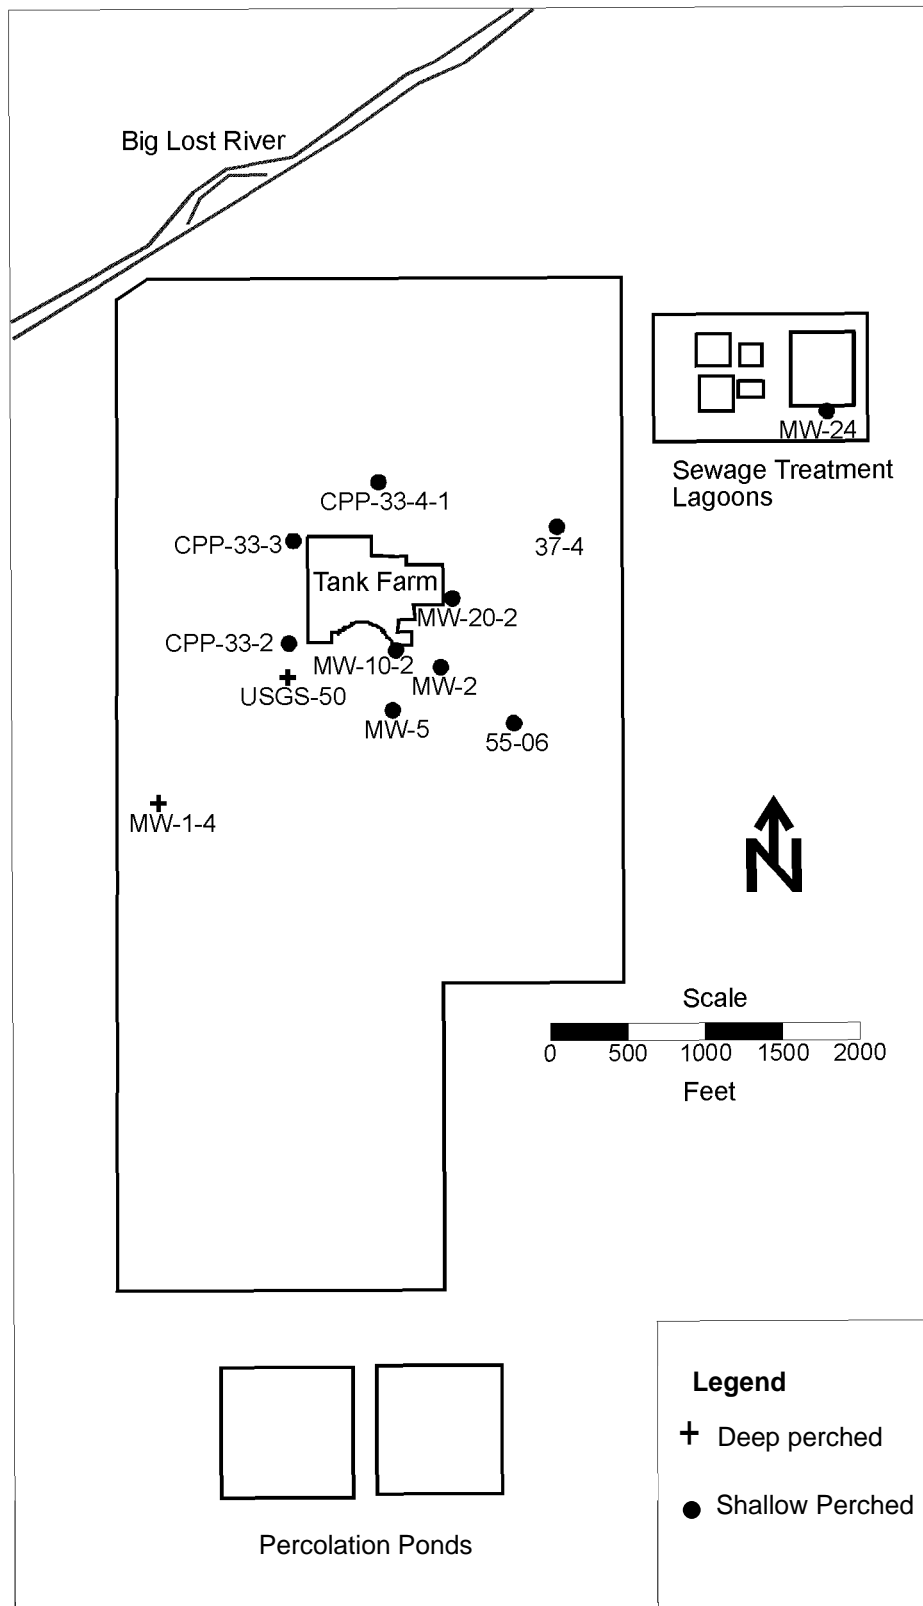 Big Lost River
MW-24
Sewage Treatment
Lagoons
CPP-33-4-1
37-4
CPP-33-3
Tank Farm
MW-20-2
CPP-33-2
MW-10-2
MW-2
USGS-50
MW-5
55-06
MW-1-4
N
Scale
0 500 1000 1500 2000
Feet
Legend
Deep perched
Shallow Perched
Percolation Ponds